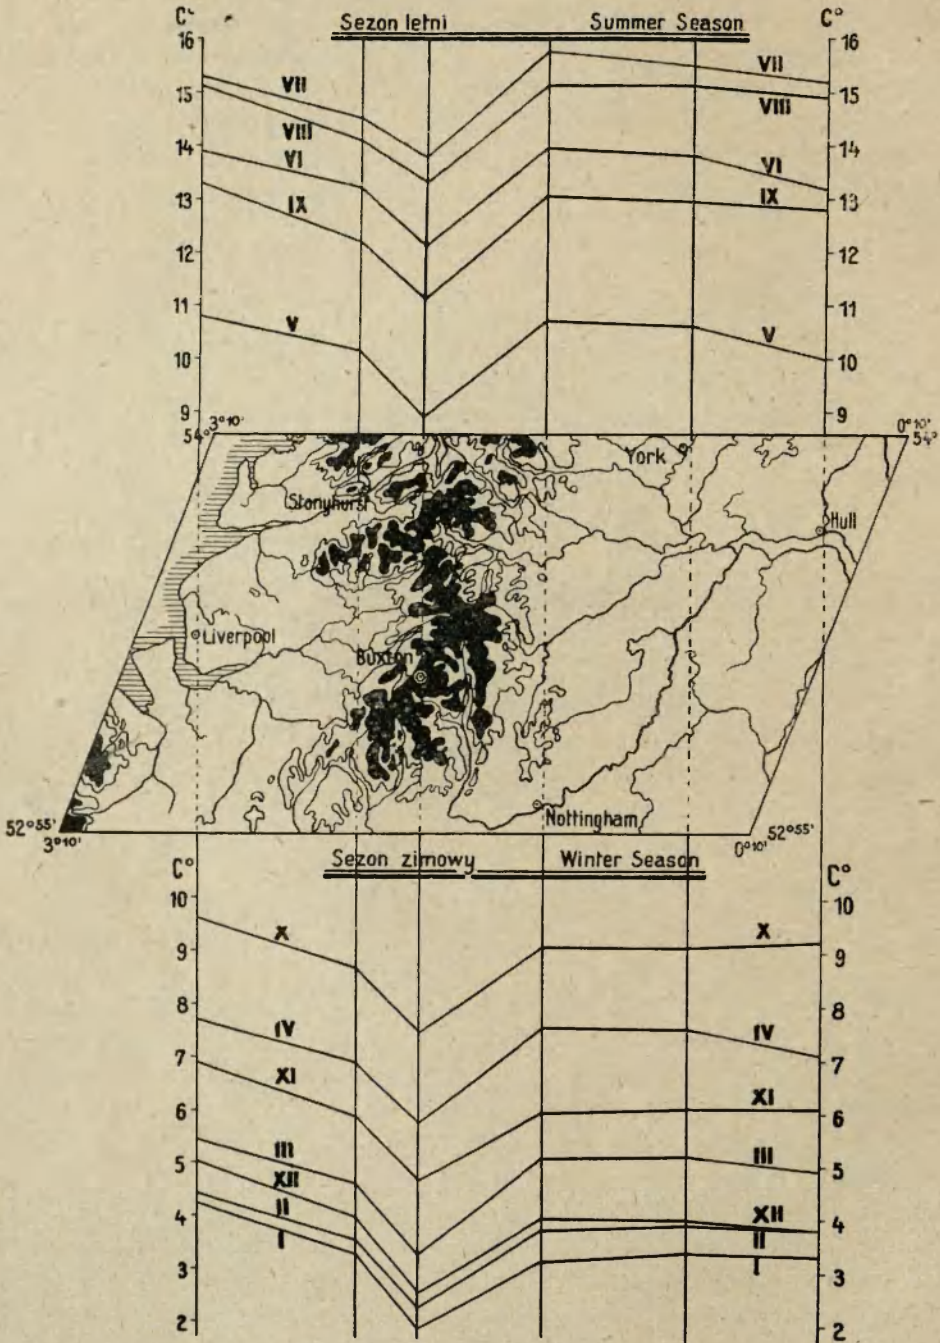 C° Sezon letni Summer Season C°
16 16
VII VII
15 15
VIII VIII
14 14
VI VI
13 13
IX IX
12 12
11 11
V V
10 10
9 9
54° 3°10' 0°10' 54°
York
Stonyhurst
Hull
Liverpool
Buxton
Nottingham
52°55' 52°55'
3°10' 0°10'
C° Sezon zimowy Winter Season C°
10 10
X X
9 9
8 8
IV IV
7 7
XI XI
6 6
III III
5 5
XII XII
4 4
II II
I I
3 3
2 2